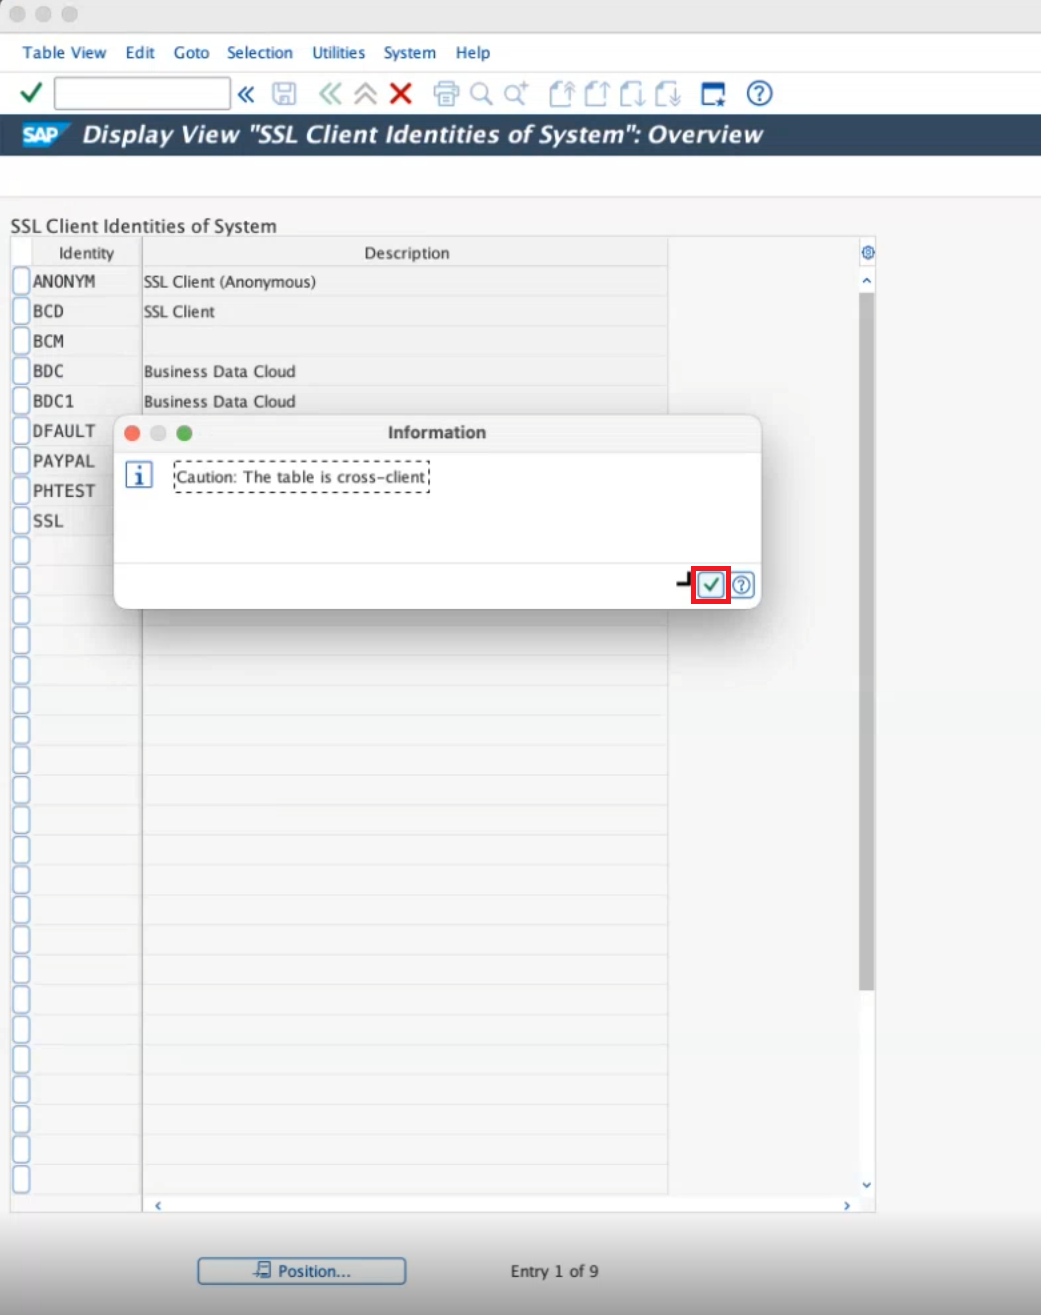 Table View Edit Goto Selection Utilities System Help
SAP Display View "SSL Client Identities of System": Overview
SSL Client Identities of System
Identity Description
ANONYM SSL Client (Anonymous)
BCD SSL Client
BCM
BDC Business Data Cloud
BDC1 Business Data Cloud
DFAULT
PAYPAL
PHTEST
SSL
Information
Caution: The table is cross-client
Position...
Entry 1 of 9